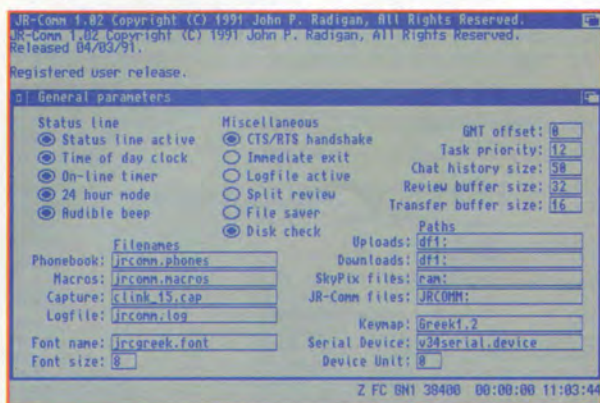 JR-Comm 1.02 Copyright (C) 1991 John P. Radigan, All Rights Reserved.
JR-Comm 1.02 Copyright (C) 1991 John P. Radigan, All Rights Reserved.
Released 04/03/91.
Registered user release.
General parameters
Status line
Status line active
Time of day clock
On-line timer
24 hour mode
Audible beep
Miscellaneous
CTS/RTS handshake
Immediate exit
Logfile active
Split review
File saver
Disk check
GMT offset: 0
Task priority: 12
Chat history size: 50
Review buffer size: 32
Transfer buffer size: 16
Filenames
Phonebook: jrcomm.phones
Macros: jrcomm.macros
Capture: clink_15.cap
Logfile: jrcomm.log
Font name: jrcgreek.font
Font size: 8
Paths
Uploads: df1:
Downloads: df1:
SkyPix files: ram:
JR-Comm files: JRCOMM:
Keymap: Greek1.2
Serial Device: v34serial.device
Device Unit: 0
Z FC 8N1 38400 00:00:00 11:03:44